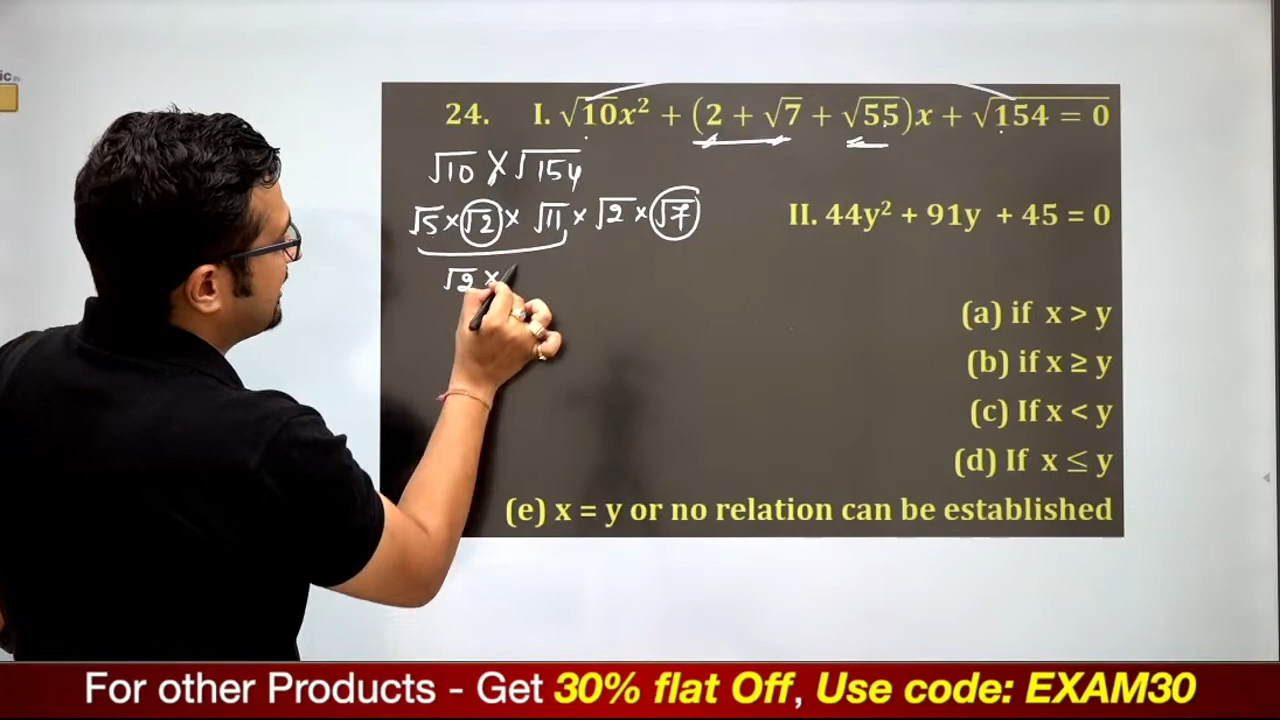 ic
24. I. √10x² + (2 + √7 + √55)x + √154 = 0
√10 × √154
√5 × √2 × √11 × √2 × √7
√2 ×
II. 44y² + 91y + 45 = 0
(a) if x > y
(b) if x ≥ y
(c) If x < y
(d) If x ≤ y
(e) x = y or no relation can be established
For other Products - Get 30% flat Off, Use code: EXAM30